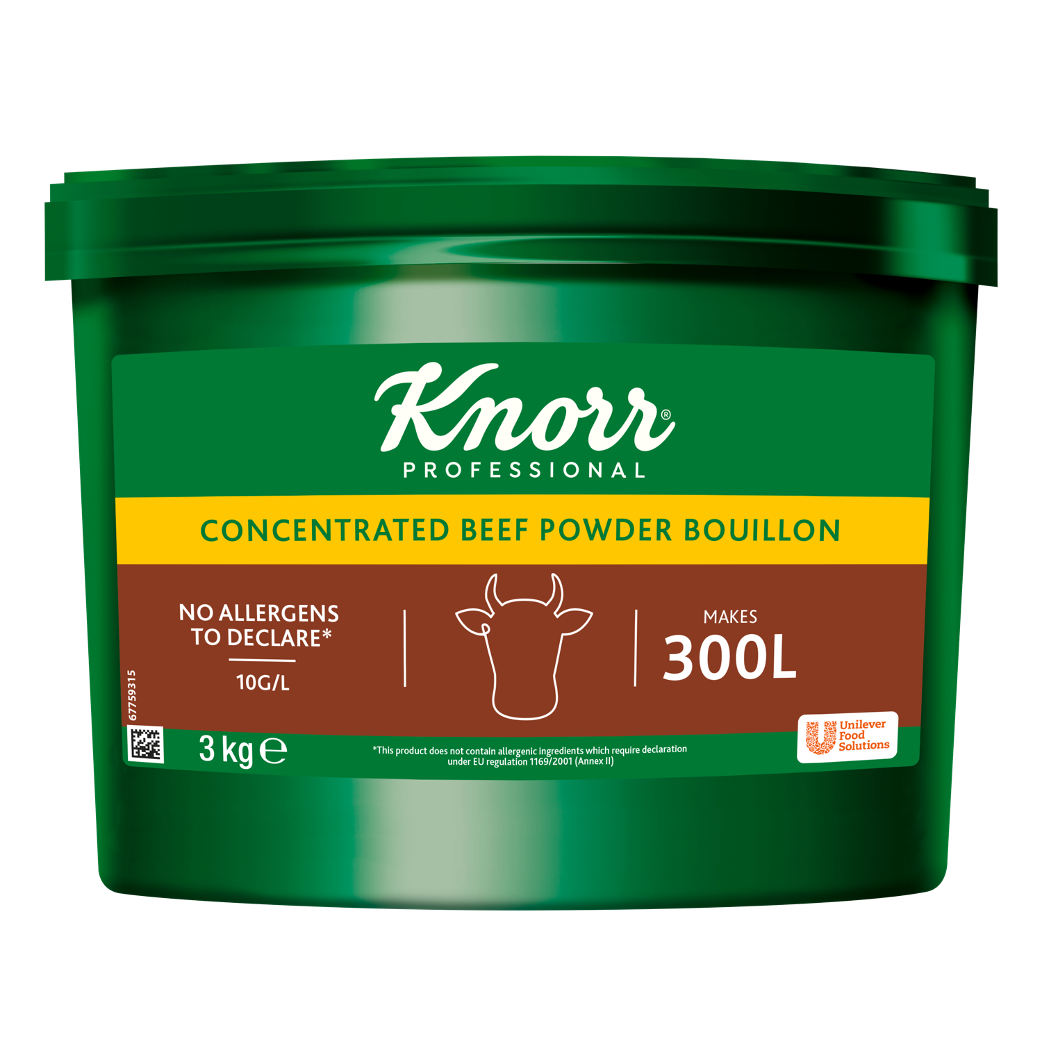 Knorr®
PROFESSIONAL
CONCENTRATED BEEF POWDER BOUILLON
NO ALLERGENS
TO DECLARE*
10G/L
MAKES
300L
67759315
3 kg ℮
*This product does not contain allergenic ingredients which require declaration
under EU regulation 1169/2001 (Annex II)
Unilever
Food
Solutions